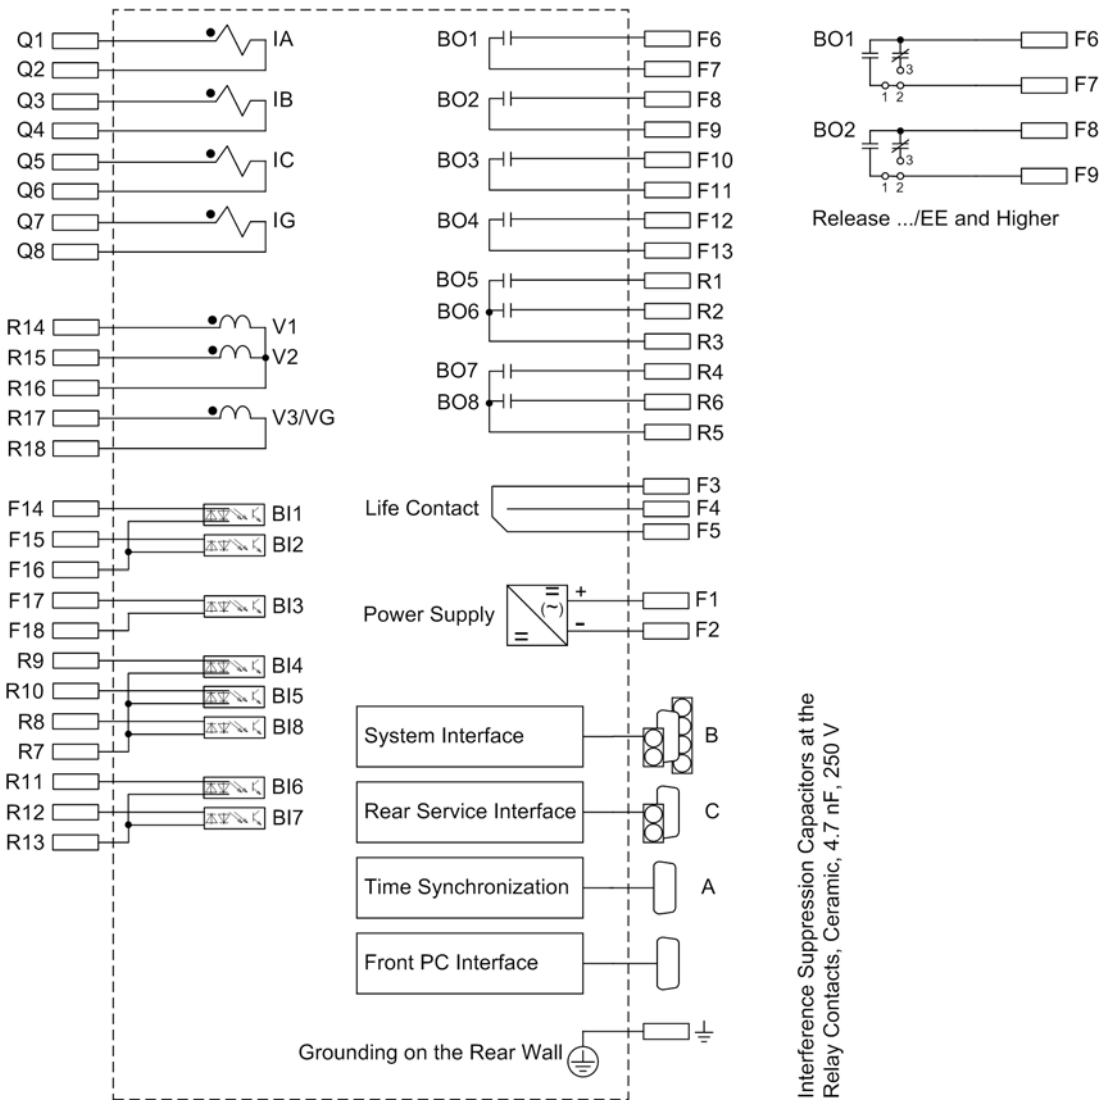 Q1 IA
Q2
Q3 IB
Q4
Q5 IC
Q6
Q7 IG
Q8
R14 V1
R15 V2
R16
R17 V3/VG
R18
F14 BI1
F15 BI2
F16
F17 BI3
F18
R9 BI4
R10 BI5
R8 BI8
R7
R11 BI6
R12 BI7
R13
BO1 F6
F7
BO2 F8
F9
BO3 F10
F11
BO4 F12
F13
BO5 R1
BO6 R2
R3
BO7 R4
BO8 R6
R5
Life Contact F3
F4
F5
Power Supply = (~) = + - F1
F2
System Interface B
Rear Service Interface C
Time Synchronization A
Front PC Interface
Grounding on the Rear Wall
BO1 F6
3
1 2 F7
BO2 F8
3
1 2 F9
Release .../EE and Higher
Interference Suppression Capacitors at the
Relay Contacts, Ceramic, 4.7 nF, 250 V